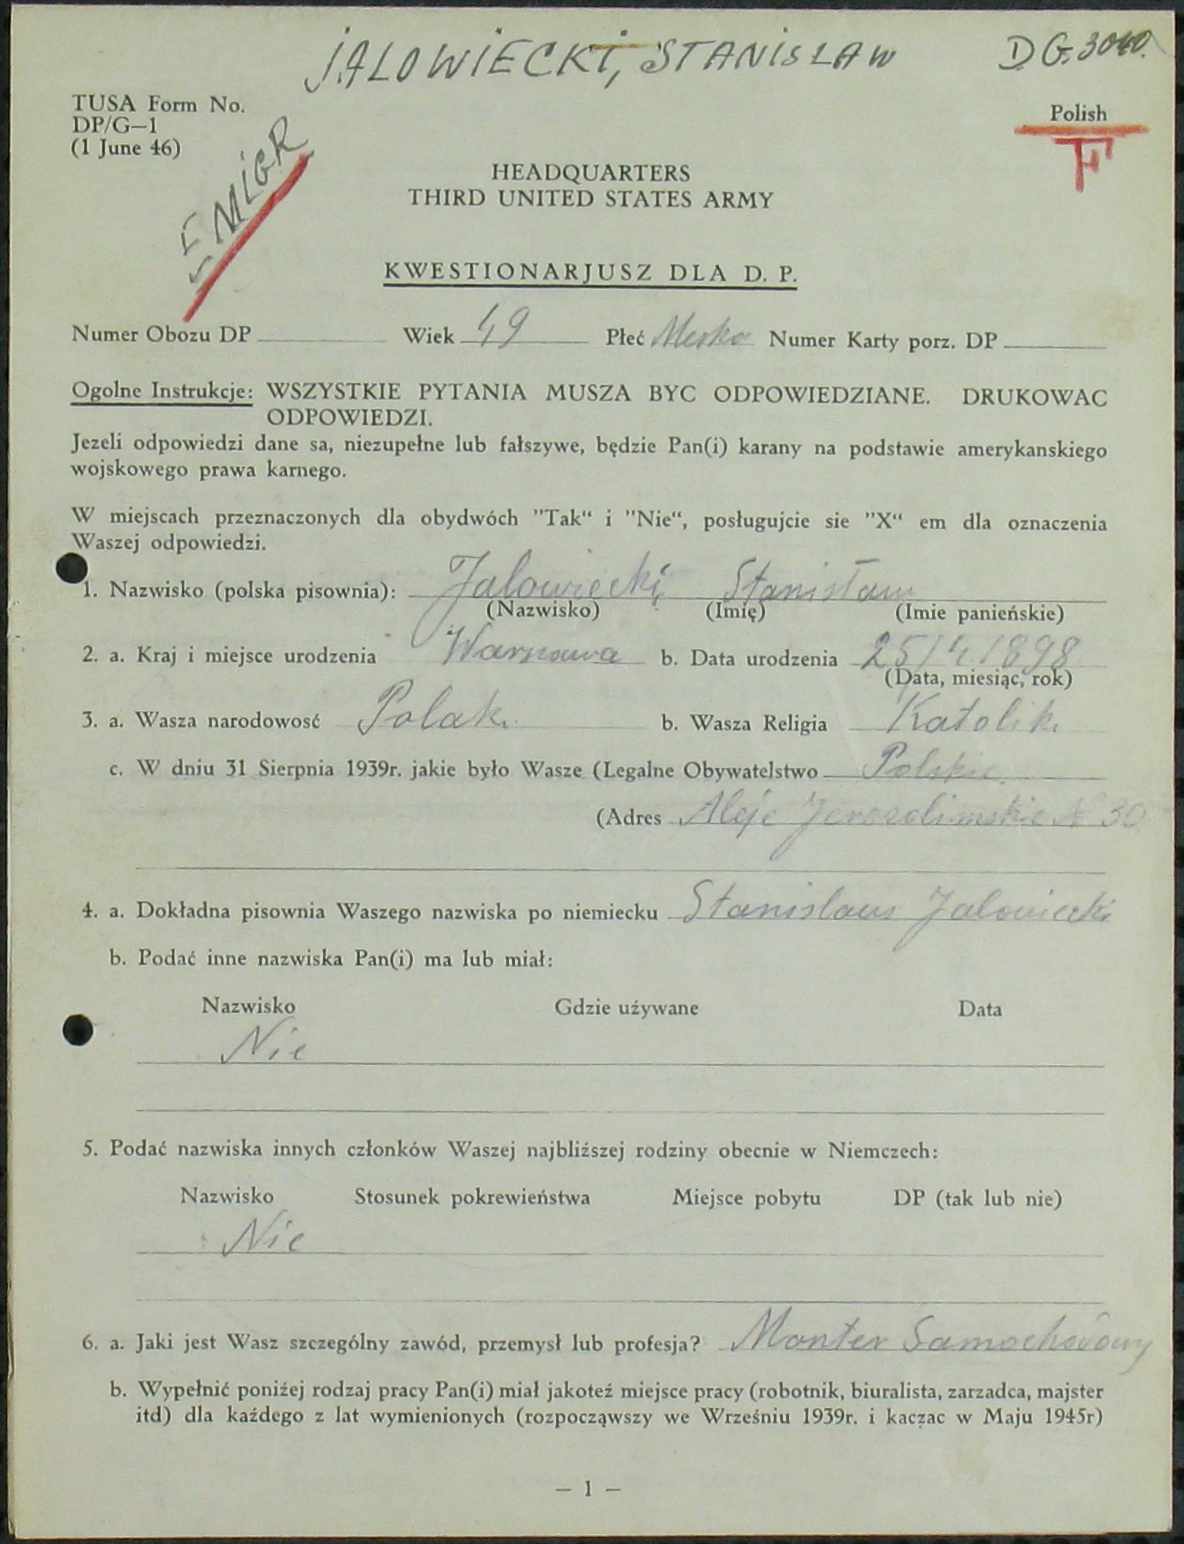 JALOWIECKI, STANISLAW
D.G. 3040.
TUSA Form No.
DP/G—1
(1 June 46)
Polish
F
EMIGR
HEADQUARTERS
THIRD UNITED STATES ARMY
KWESTIONARJUSZ DLA D. P.
Numer Obozu DP Wiek 49 Płeć Mesko Numer Karty porz. DP
Ogolne Instrukcje: WSZYSTKIE PYTANIA MUSZA BYC ODPOWIEDZIANE. DRUKOWAC
ODPOWIEDZI.
Jezeli odpowiedzi dane sa, niezupełne lub fałszywe, będzie Pan(i) karany na podstawie amerykanskiego
wojskowego prawa karnego.
W miejscach przeznaczonych dla obydwóch "Tak" i "Nie", posługujcie sie "X" em dla oznaczenia
Waszej odpowiedzi.
1. Nazwisko (polska pisownia): Jalowiecki Stanisław
(Nazwisko) (Imię) (Imie panieńskie)
2. a. Kraj i miejsce urodzenia Warszawa b. Data urodzenia 25/4/1898
(Data, miesiąc, rok)
3. a. Wasza narodowosć Polak b. Wasza Religia Katolik
c. W dniu 31 Sierpnia 1939r. jakie było Wasze (Legalne Obywatelstwo Polskie
(Adres Aleje Jerozolimskie N 30
4. a. Dokładna pisownia Waszego nazwiska po niemiecku Stanislaus Jalowiecki
b. Podać inne nazwiska Pan(i) ma lub miał:
Nazwisko Gdzie używane Data
Nie
5. Podać nazwiska innych członków Waszej najbliższej rodziny obecnie w Niemczech:
Nazwisko Stosunek pokrewieństwa Miejsce pobytu DP (tak lub nie)
Nie
6. a. Jaki jest Wasz szczególny zawód, przemysł lub profesja? Monter Samochodowy
b. Wypełnić poniżej rodzaj pracy Pan(i) miał jakoteż miejsce pracy (robotnik, biuralista, zarzadca, majster
itd) dla każdego z lat wymienionych (rozpocząwszy we Wrześniu 1939r. i kaczac w Maju 1945r)
— 1 —